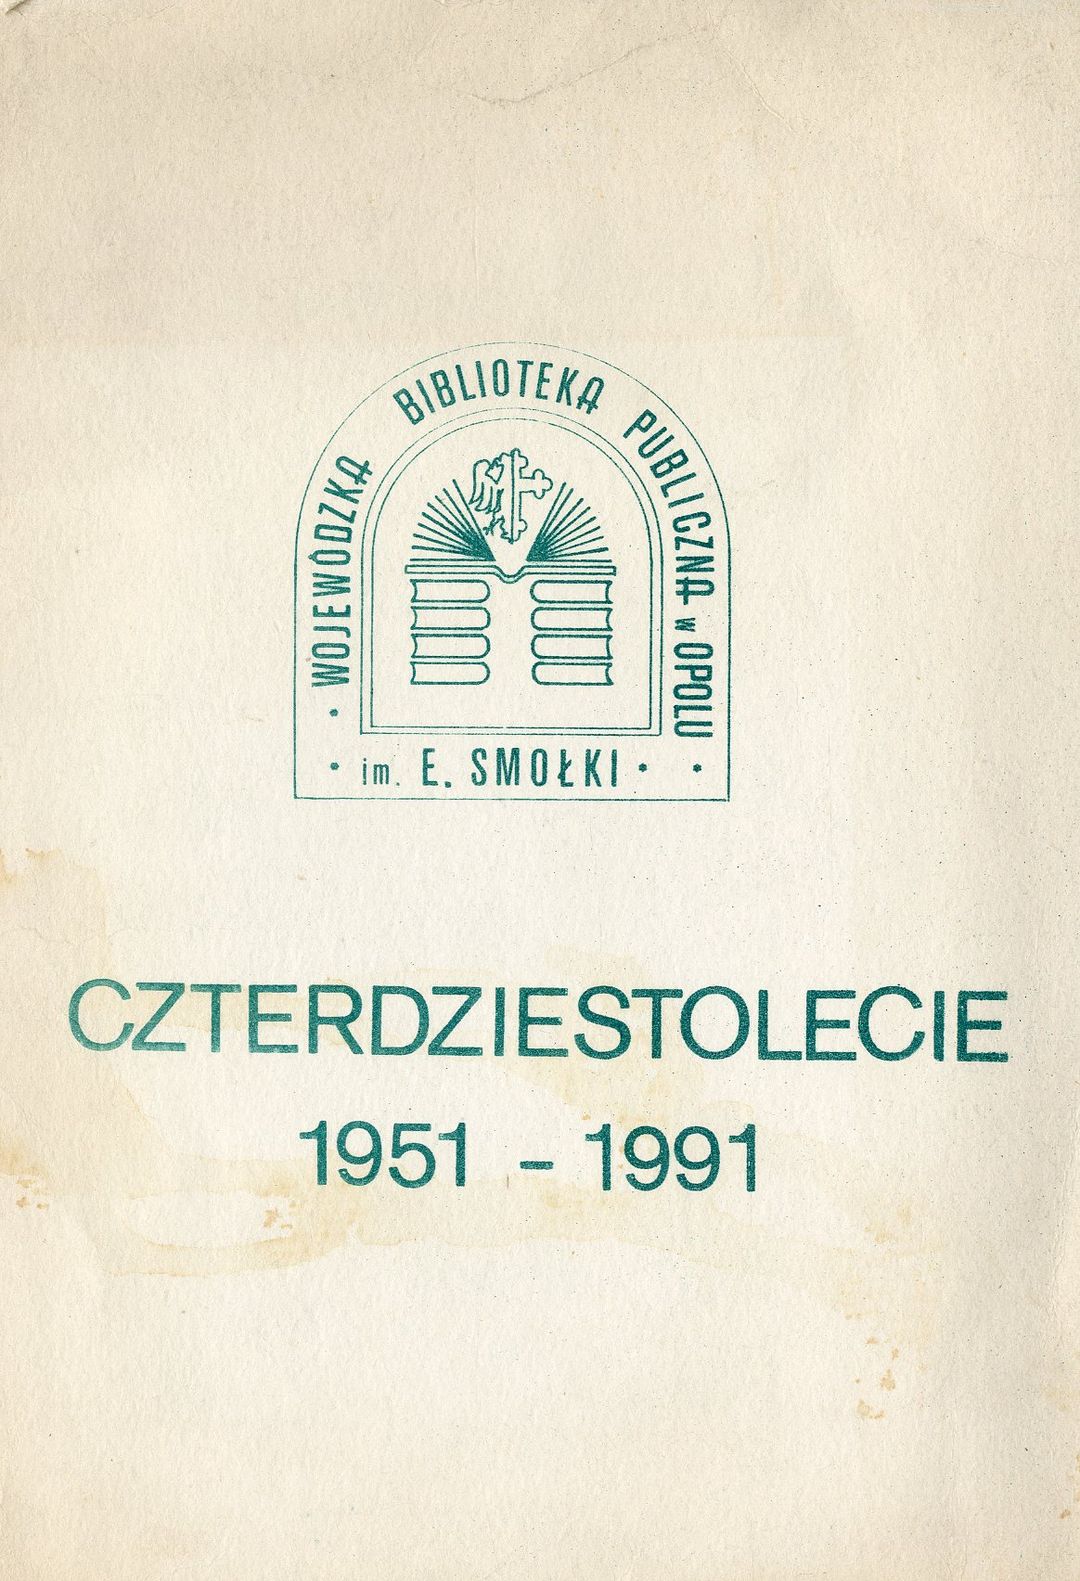 WOJEWÓDZKA BIBLIOTEKA PUBLICZNA w OPOLU
im. E. SMOŁKI
CZTERDZIESTOLECIE
1951 - 1991